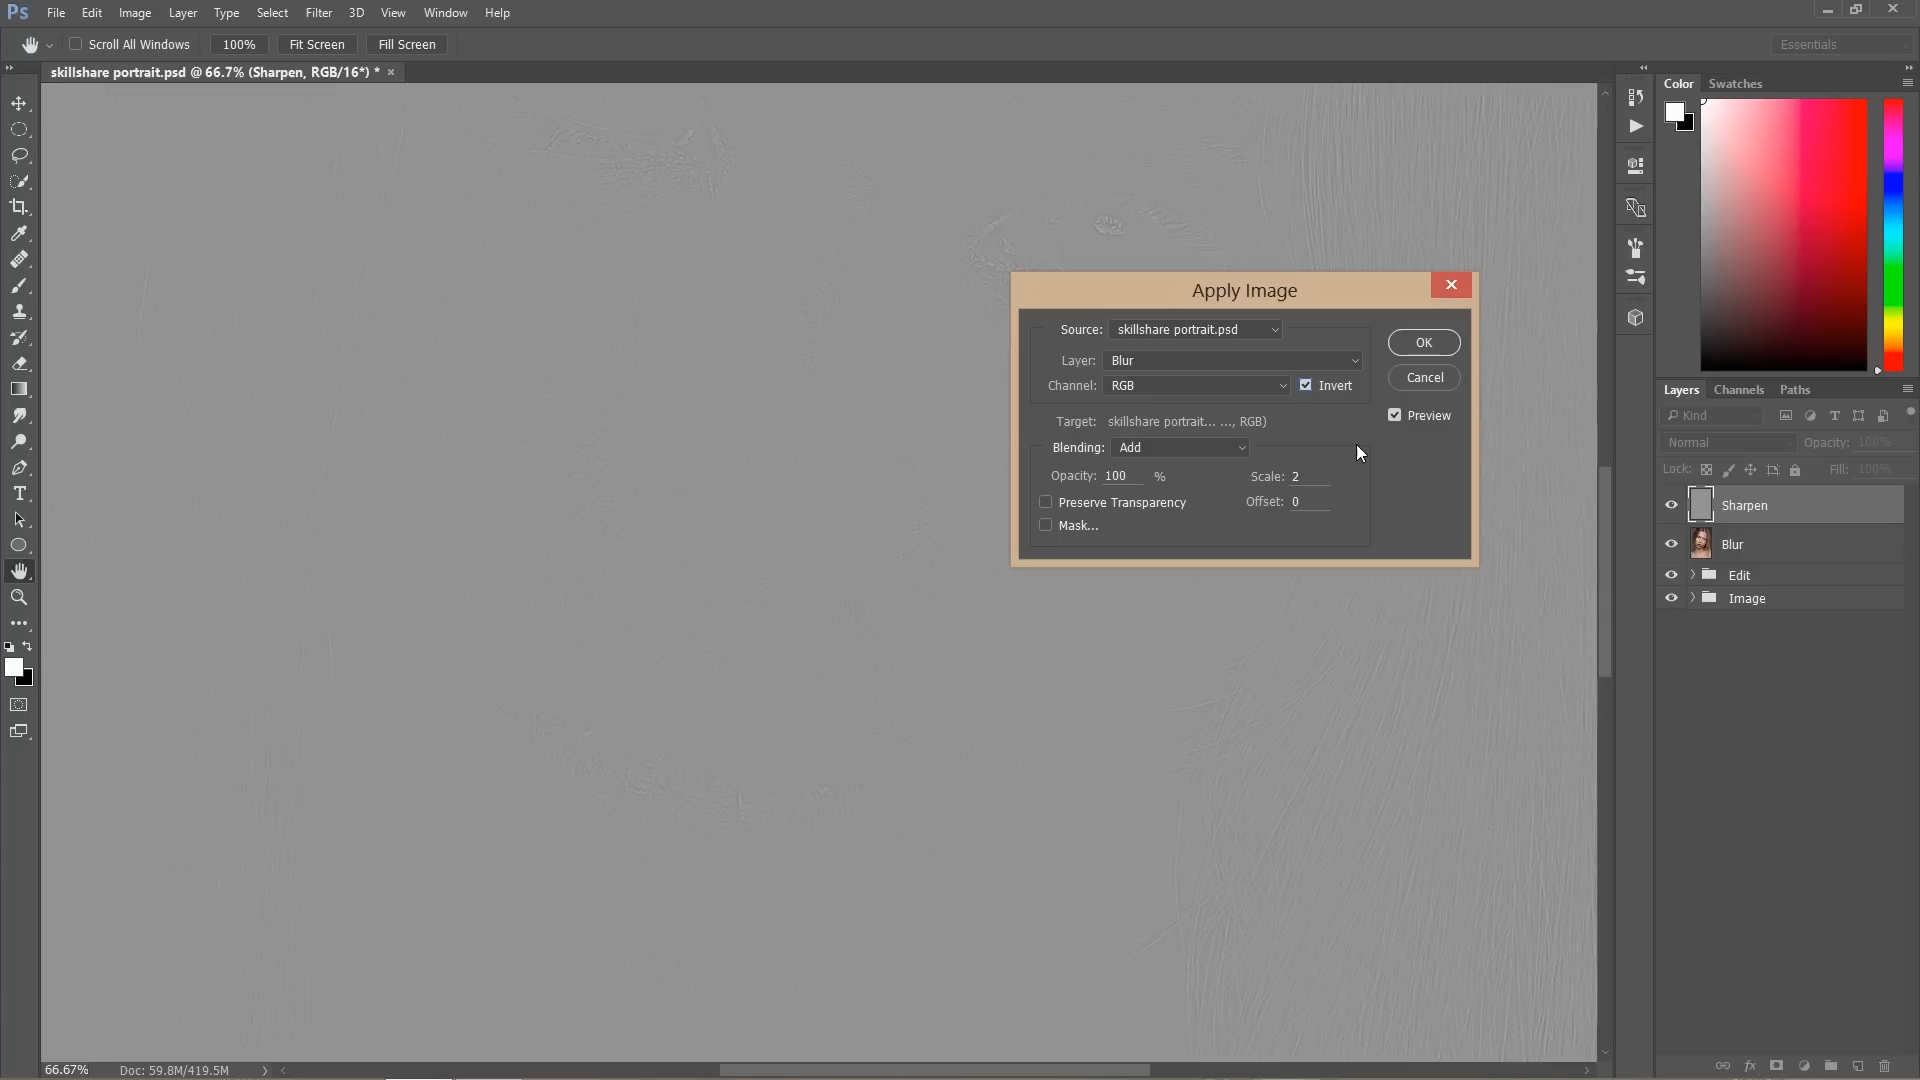 Ps File Edit Image Layer Type Select Filter 3D View Window Help
Scroll All Windows 100% Fit Screen Fill Screen Essentials
skillshare portrait.psd @ 66.7% (Sharpen, RGB/16*) * ×
Color Swatches
Apply Image
Source: skillshare portrait.psd
OK
Layer: Blur
Cancel
Channel: RGB Invert
Preview
Target: skillshare portrait... ..., RGB)
Blending: Add
Opacity: 100 % Scale: 2
Preserve Transparency Offset: 0
Mask...
Layers Channels Paths
Kind
Normal Opacity: 100%
Lock: Fill: 100%
Sharpen
Blur
Edit
Image
66.67% Doc: 59.8M/419.5M